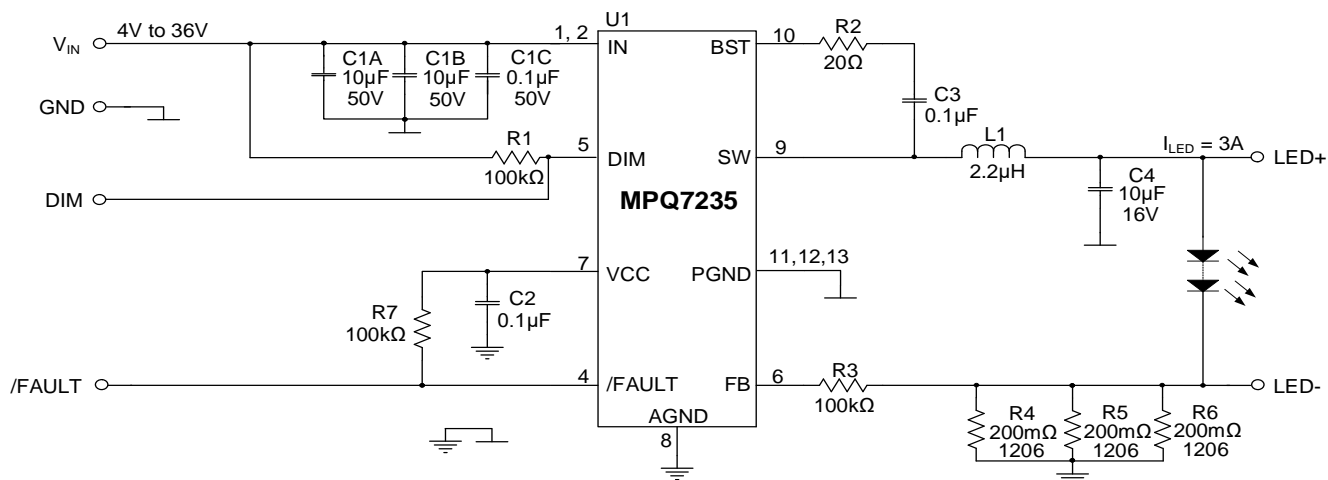 U1
4V to 36V
V_IN
1, 2
IN
BST
10
R2
20Ω
C1A
10µF
50V
C1B
10µF
50V
C1C
0.1µF
50V
C3
0.1µF
GND
R1
100kΩ
5
DIM
SW
9
L1
2.2µH
I_LED = 3A
LED+
C4
10µF
16V
DIM
MPQ7235
7
VCC
PGND
11,12,13
C2
0.1µF
R7
100kΩ
/FAULT
4
/FAULT
FB
6
R3
100kΩ
LED-
AGND
8
R4
200mΩ
1206
R5
200mΩ
1206
R6
200mΩ
1206